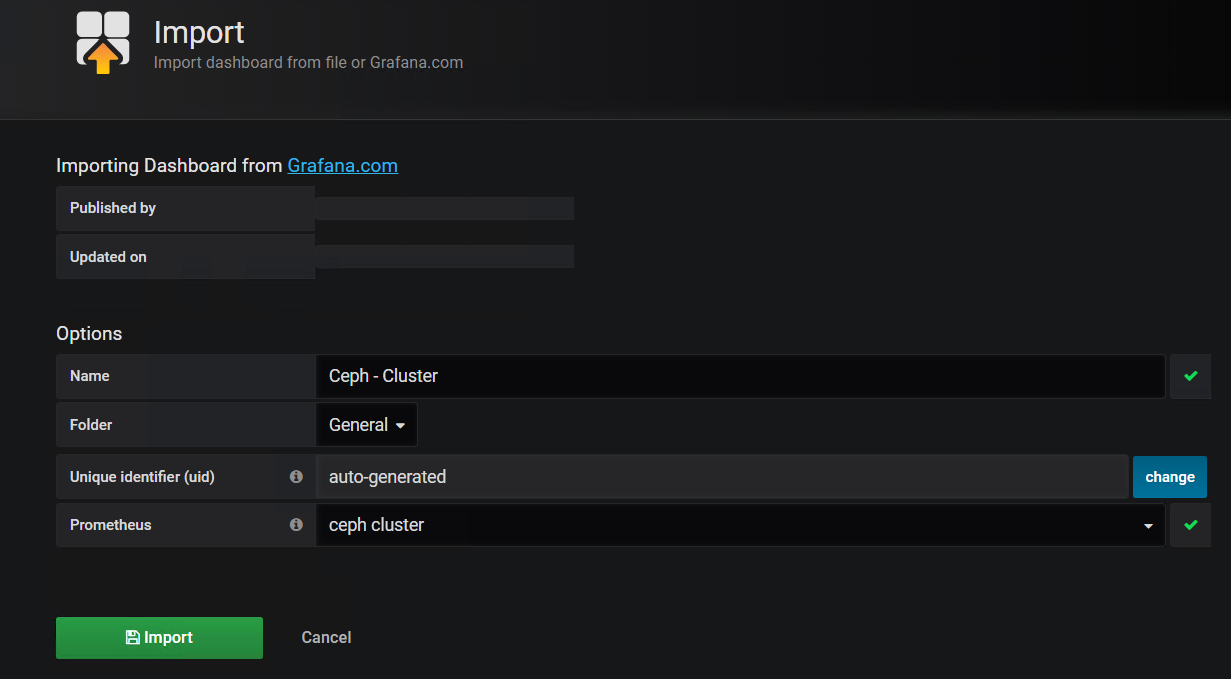 Import
Import dashboard from file or Grafana.com
Importing Dashboard from Grafana.com
Published by
Updated on
Options
Name Ceph - Cluster
Folder General
Unique identifier (uid) auto-generated change
Prometheus ceph cluster
Import Cancel